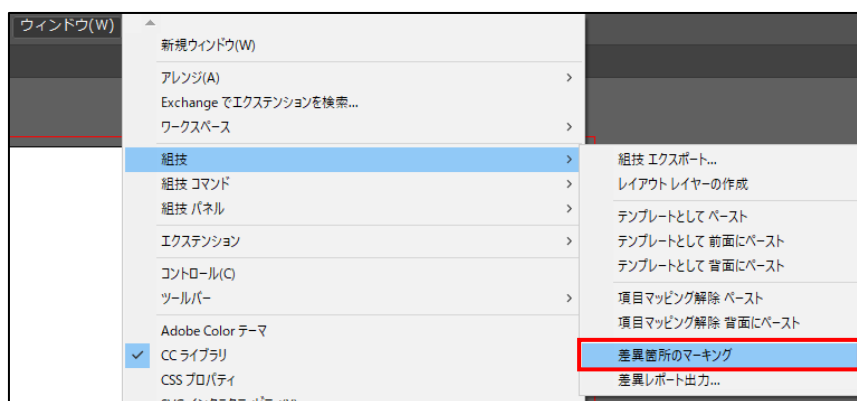 ウィンドウ(W)
新規ウィンドウ(W)
アレンジ(A)
Exchange でエクステンションを検索...
ワークスペース
組技
組技 コマンド
組技 パネル
エクステンション
コントロール(C)
ツールバー
Adobe Color テーマ
CC ライブラリ
CSS プロパティ
組技 エクスポート...
レイアウト レイヤーの作成
テンプレートとして ペースト
テンプレートとして 前面にペースト
テンプレートとして 背面にペースト
項目マッピング解除 ペースト
項目マッピング解除 背面にペースト
差異箇所のマーキング
差異レポート出力...